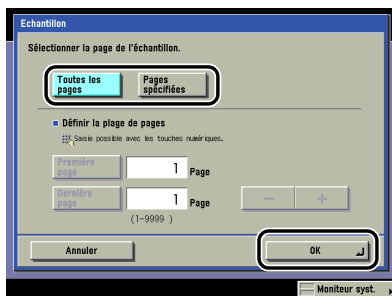 Echantillon
Sélectionner la page de l'échantillon.
Toutes les pages
Pages spécifiées
Définir la plage de pages
Saisie possible avec les touches numériques.
Première page
1 Page
Dernière page
1 Page
(1-9999 )
− +
Annuler
OK
Moniteur syst.